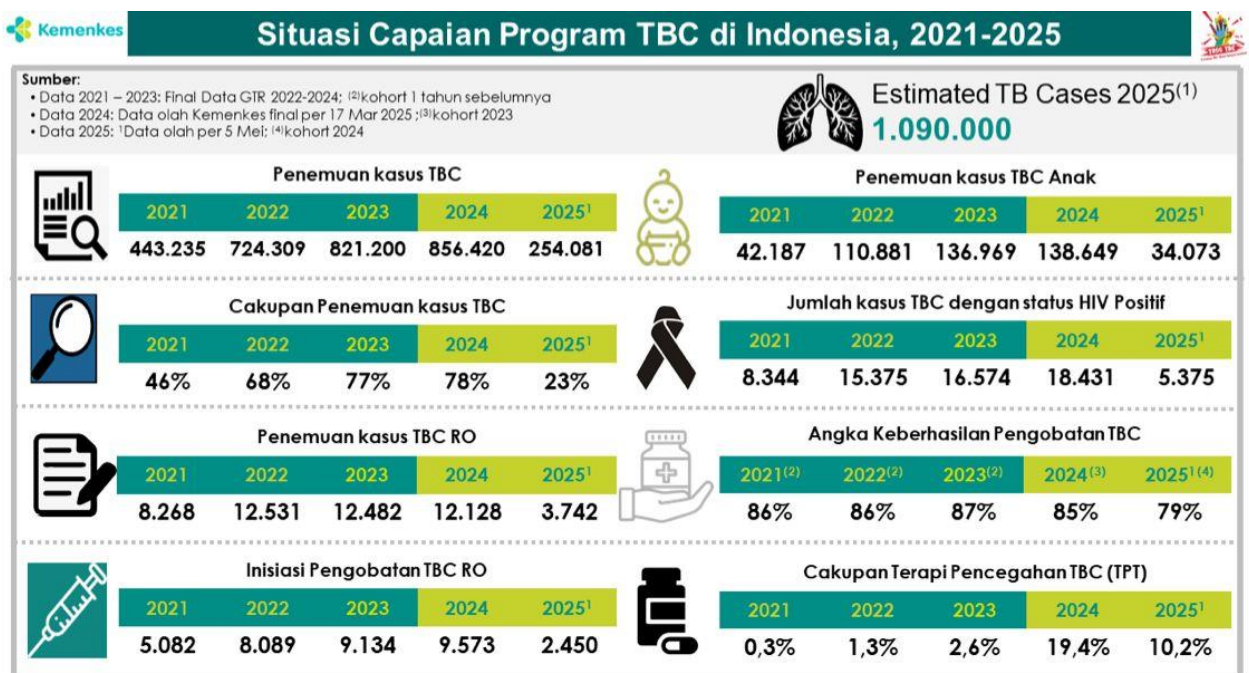 Kemenkes
Situasi Capaian Program TBC di Indonesia, 2021-2025
Sumber:
• Data 2021 – 2023: Final Data GTR 2022-2024; (2)kohort 1 tahun sebelumnya
• Data 2024: Data olah Kemenkes final per 17 Mar 2025 ;(3)kohort 2023
• Data 2025: 1Data olah per 5 Mei; (4)kohort 2024
Estimated TB Cases 2025(1)
1.090.000
Penemuan kasus TBC
2021 2022 2023 2024 2025¹
443.235 724.309 821.200 856.420 254.081
Penemuan kasus TBC Anak
2021 2022 2023 2024 2025¹
42.187 110.881 136.969 138.649 34.073
Cakupan Penemuan kasus TBC
2021 2022 2023 2024 2025¹
46% 68% 77% 78% 23%
Jumlah kasus TBC dengan status HIV Positif
2021 2022 2023 2024 2025¹
8.344 15.375 16.574 18.431 5.375
Penemuan kasus TBC RO
2021 2022 2023 2024 2025¹
8.268 12.531 12.482 12.128 3.742
Angka Keberhasilan Pengobatan TBC
2021(2) 2022(2) 2023(2) 2024(3) 2025¹(4)
86% 86% 87% 85% 79%
Inisiasi Pengobatan TBC RO
2021 2022 2023 2024 2025¹
5.082 8.089 9.134 9.573 2.450
Cakupan Terapi Pencegahan TBC (TPT)
2021 2022 2023 2024 2025¹
0,3% 1,3% 2,6% 19,4% 10,2%